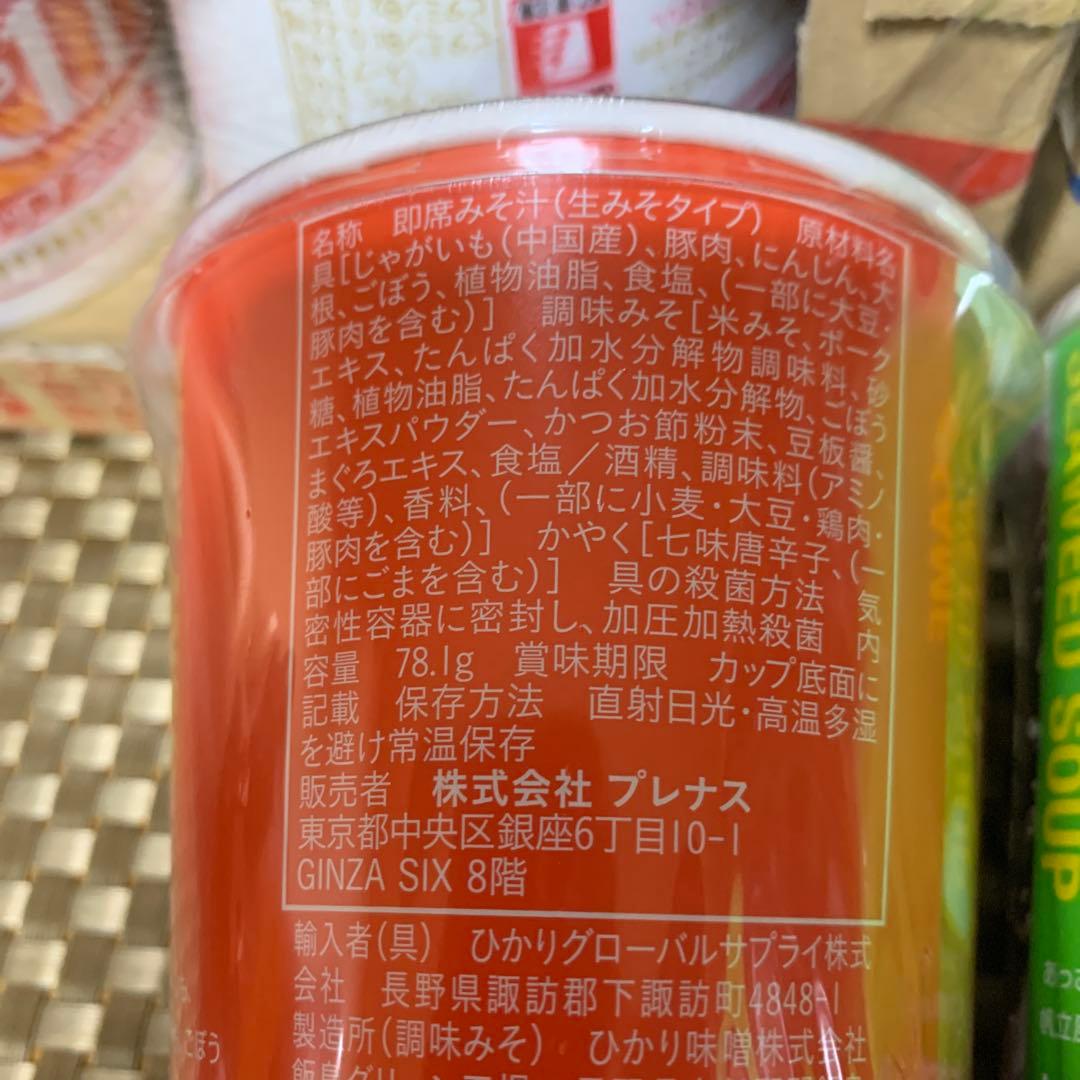 名称 即席みそ汁(生みそタイプ) 原材料名
具[じゃがいも(中国産)、豚肉、にんじん、大
根、ごぼう、植物油脂、食塩、(一部に大豆・
豚肉を含む)] 調味みそ[米みそ、ポーク
エキス、たんぱく加水分解物調味料、砂
糖、植物油脂、たんぱく加水分解物、ごぼう
エキスパウダー、かつお節粉末、豆板醤、
まぐろエキス、食塩/酒精、調味料(アミノ
酸等)、香料、(一部に小麦・大豆・鶏肉・
豚肉を含む)] かやく[七味唐辛子、(一
部にごまを含む)] 具の殺菌方法 気
密性容器に密封し、加圧加熱殺菌 内
容量 78.1g 賞味期限 カップ底面に
記載 保存方法 直射日光・高温多湿
を避け常温保存
販売者 株式会社 プレナス
東京都中央区銀座6丁目10-1
GINZA SIX 8階
輸入者(具) ひかりグローバルサプライ株式
会社 長野県諏訪郡下諏訪町4848-1
製造所(調味みそ) ひかり味噌株式会社
ごぼう
SOUP